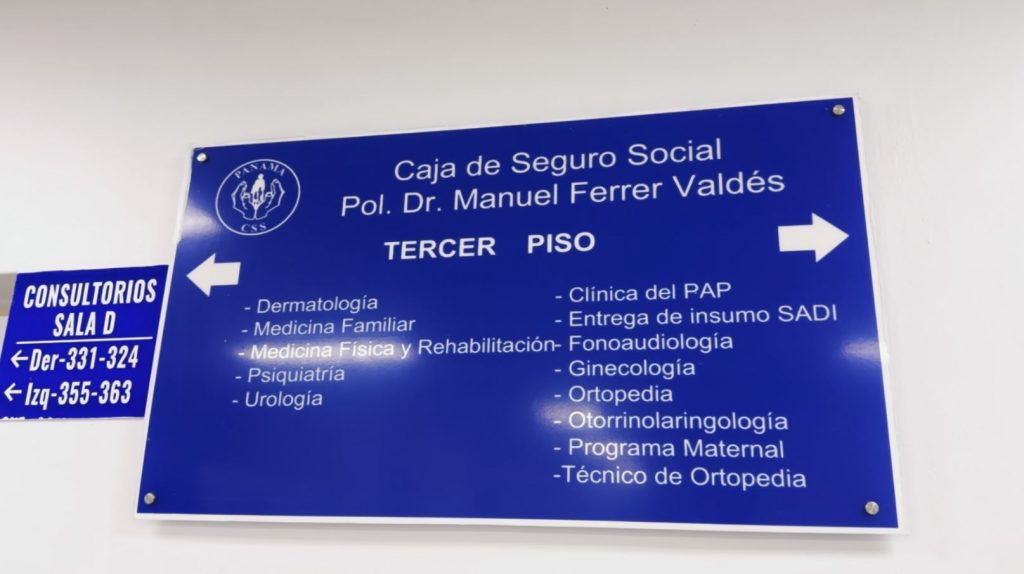 PANAMA
CSS
Caja de Seguro Social
Pol. Dr. Manuel Ferrer Valdés
TERCER PISO
- Dermatología
- Medicina Familiar
- Medicina Física y Rehabilitación
- Psiquiatría
- Urología
- Clínica del PAP
- Entrega de insumo SADI
- Fonoaudiología
- Ginecología
- Ortopedia
- Otorrinolaringología
- Programa Maternal
-Técnico de Ortopedia
CONSULTORIOS
SALA D
←Der-331-324
←Izq-355-363